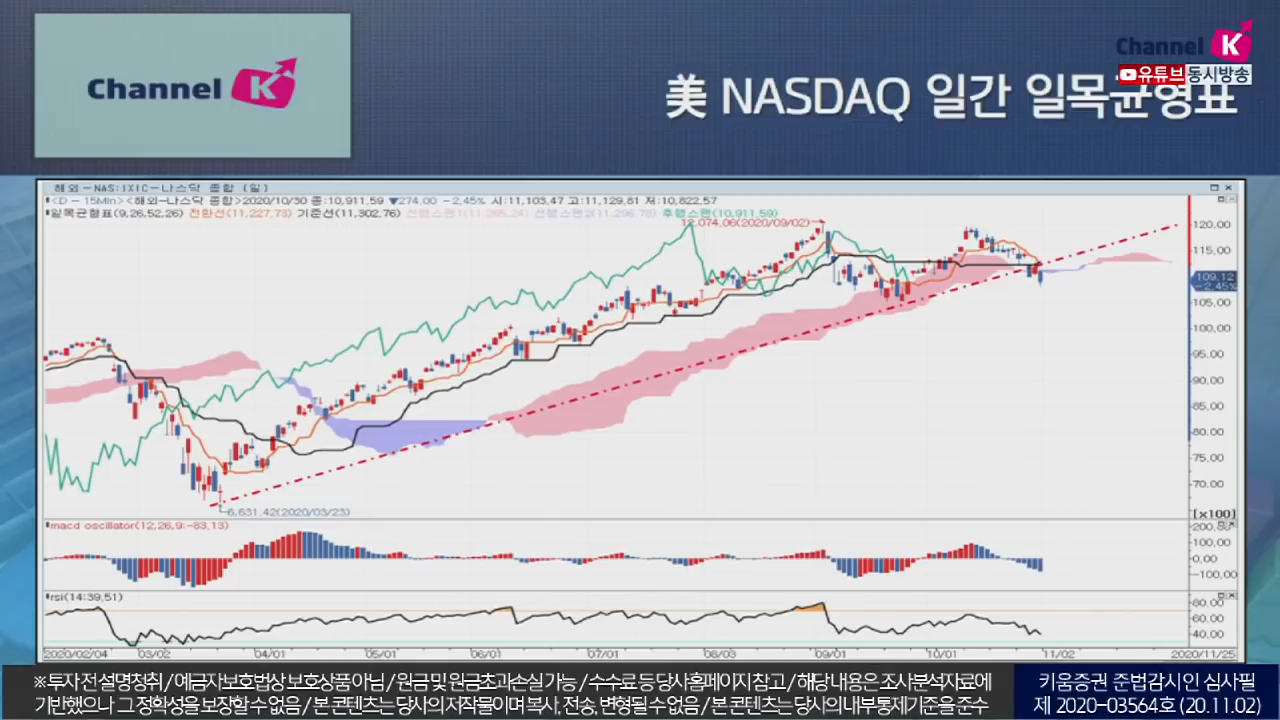 Channel K
Channel K
유튜브 동시방송
美 NASDAQ 일간 일목균형표
해외-NAS:IXIC-나스닥 종합 (일)
<D - 15Min><해외-나스닥 종합>2020/10/30 종:10,911.59 ▼274.00 -2.45% 시:11,103.47 고:11,129.81 저:10,822.57
일목균형표(9,26,52,26) 전환선(11,227.73) 기준선(11,302.76) 선행스팬1(11,265.24) 선행스팬2(11,296.78) 후행스팬(10,911.59)
12,074.06(2020/09/02)
120.00
115.00
109.12
-2.45%
105.00
100.00
95.00
90.00
85.00
80.00
75.00
70.00
6,631.42(2020/03/23)
[x100]
macd oscillator(12,26,9:-83.13)
200.00
100.00
0.00
-100.00
rsi(14:39.51)
80.00
60.00
40.00
2020/02/04 03/02 04/01 05/01 06/01 07/01 08/03 09/01 10/01 11/02 2020/11/25
※ 투자 전 설명청취 / 예금자보호법상 보호상품 아님 / 원금 및 원금초과손실 가능 / 수수료 등 당사홈페이지 참고 / 해당 내용은 조사분석자료에
기반했으나 그 정확성을 보장할 수 없음 / 본 콘텐츠는 당사의 저작물이며 복사, 전송, 변형될 수 없음 / 본 콘텐츠는 당사의 내부통제기준을 준수
키움증권 준법감시인 심사필
제 2020-03564호 (20.11.02)